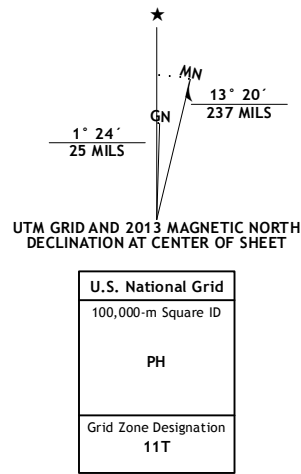 MN
GN
13° 20´
237 MILS
1° 24´
25 MILS
UTM GRID AND 2013 MAGNETIC NORTH
DECLINATION AT CENTER OF SHEET
U.S. National Grid
100,000-m Square ID
PH
Grid Zone Designation
11T